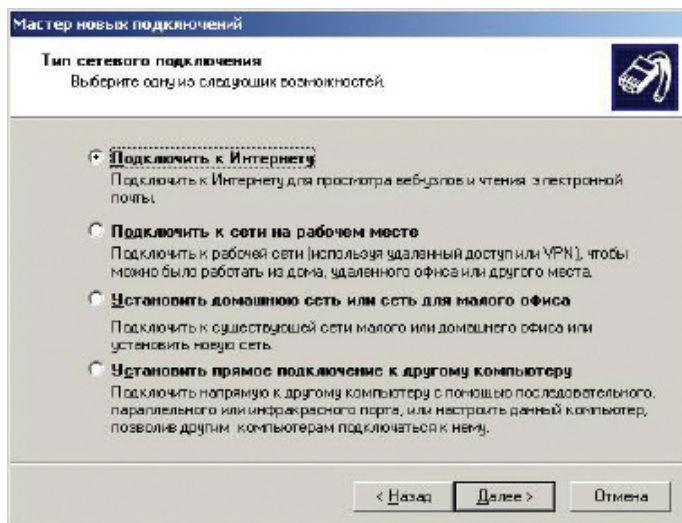 Мастер новых подключений
Тип сетевого подключения
Выберите одну из следующих возможностей.
Подключить к Интернету
Подключить к Интернету для просмотра веб-узлов и чтения электронной
почты.
Подключить к сети на рабочем месте
Подключить к рабочей сети (используя удаленный доступ или VPN), чтобы
можно было работать из дома, удаленного офиса или другого места.
Установить домашнюю сеть или сеть для малого офиса
Подключить к существующей сети малого или домашнего офиса или
установить новую сеть.
Установить прямое подключение к другому компьютеру
Подключить напрямую к другому компьютеру с помощью последовательного,
параллельного или инфракрасного порта, или настроить данный компьютер,
позволив другим компьютерам подключаться к нему.
< Назад Далее > Отмена